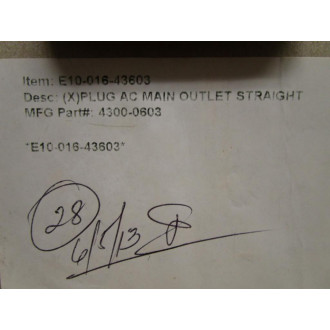 Item: E10-016-43603
Desc: (X)PLUG AC MAIN OUTLET STRAIGHT
MFG Part#: 4300-0603
*E10-016-43603*
28
6/5/13